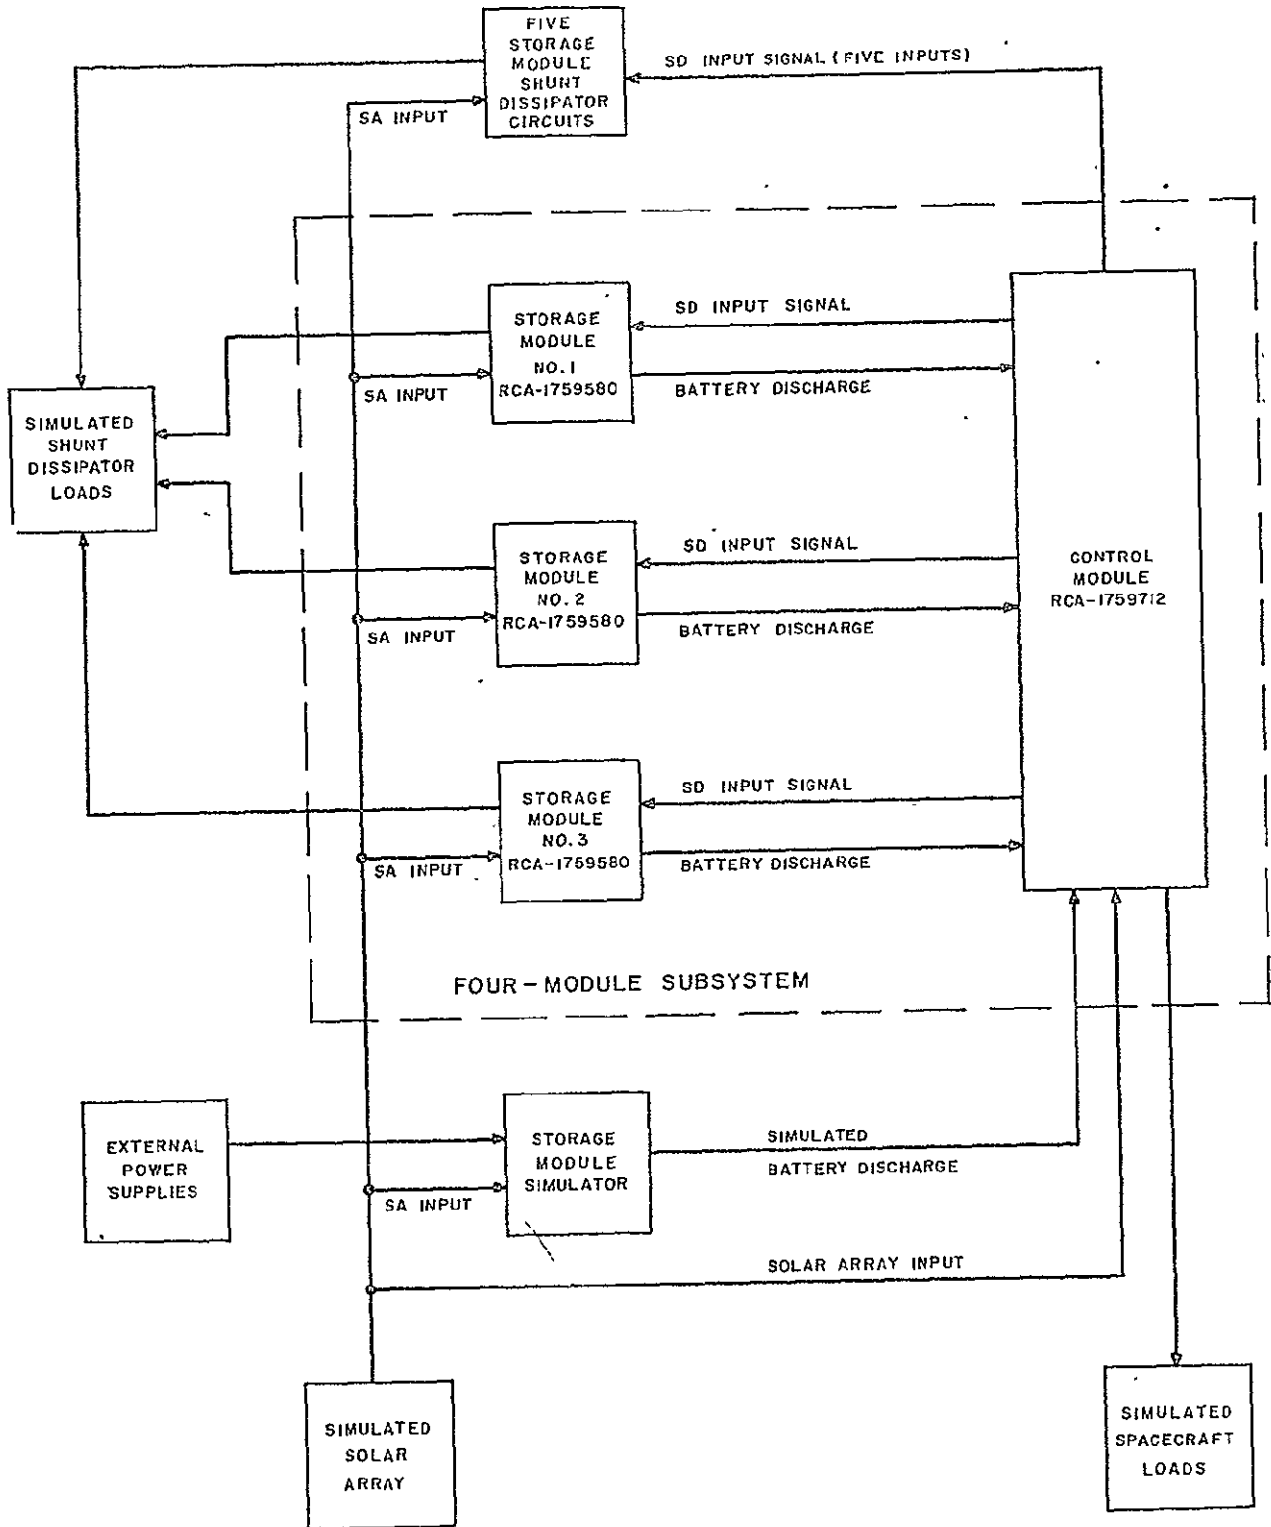 FIVE
STORAGE
MODULE
SHUNT
DISSIPATOR
CIRCUITS
SD INPUT SIGNAL (FIVE INPUTS)
SA INPUT
STORAGE
MODULE
NO. 1
RCA-1759580
SD INPUT SIGNAL
BATTERY DISCHARGE
SA INPUT
SIMULATED
SHUNT
DISSIPATOR
LOADS
STORAGE
MODULE
NO. 2
RCA-1759580
SD INPUT SIGNAL
BATTERY DISCHARGE
SA INPUT
CONTROL
MODULE
RCA-1759712
STORAGE
MODULE
NO. 3
RCA-1759580
SD INPUT SIGNAL
BATTERY DISCHARGE
SA INPUT
FOUR-MODULE SUBSYSTEM
EXTERNAL
POWER
SUPPLIES
STORAGE
MODULE
SIMULATOR
SIMULATED
BATTERY DISCHARGE
SA INPUT
SOLAR ARRAY INPUT
SIMULATED
SOLAR
ARRAY
SIMULATED
SPACECRAFT
LOADS